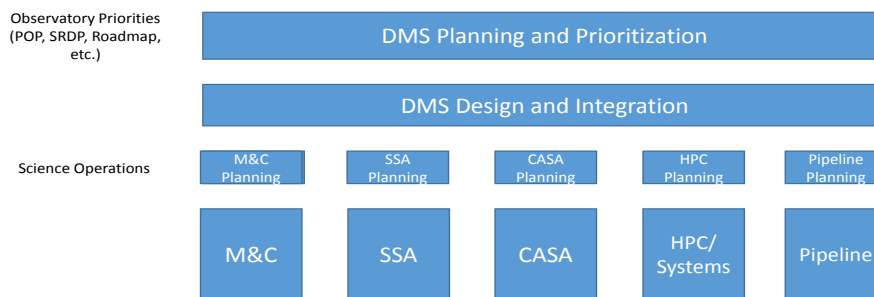 Observatory Priorities
(POP, SRDP, Roadmap,
etc.)
DMS Planning and Prioritization
DMS Design and Integration
Science Operations
M&C
Planning
SSA
Planning
CASA
Planning
HPC
Planning
Pipeline
Planning
M&C
SSA
CASA
HPC/
Systems
Pipeline